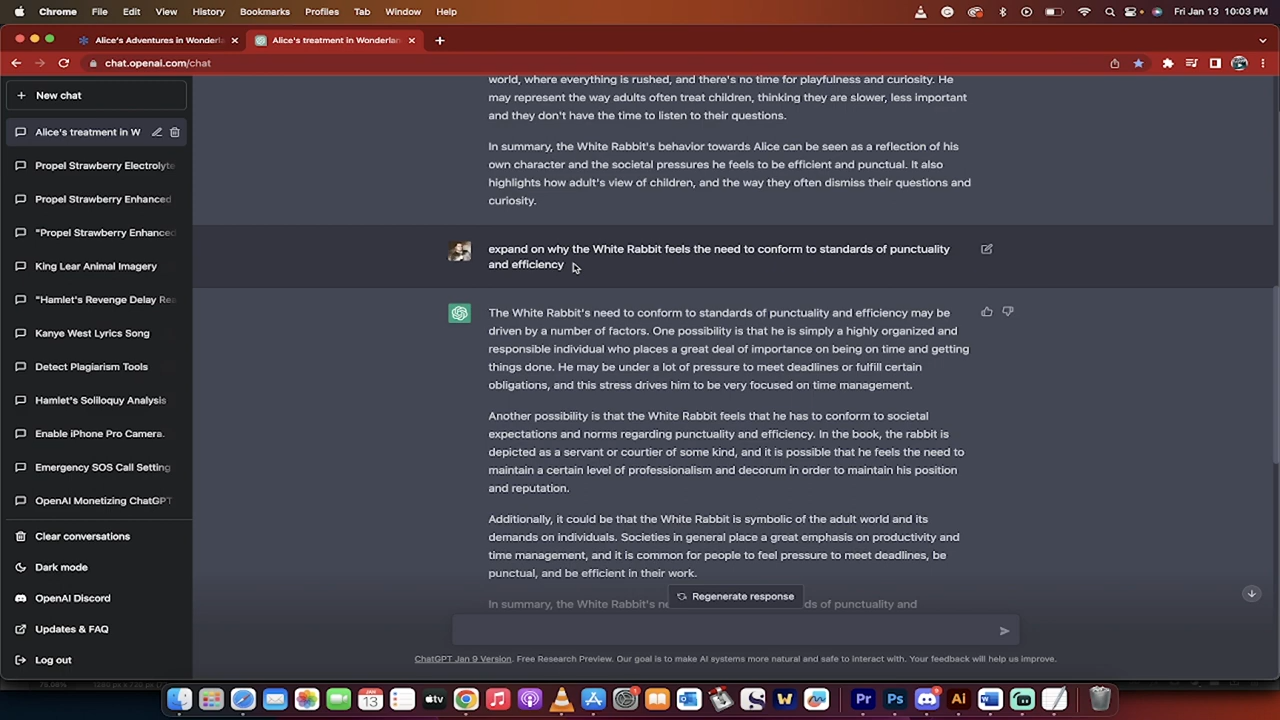 Chrome File Edit View History Bookmarks Profiles Tab Window Help Fri Jan 13 10:03 PM
Alice's Adventures in Wonderla
Alice's treatment in Wonderlan
chat.openai.com/chat
New chat
Alice's treatment in W
Propel Strawberry Electrolyte
Propel Strawberry Enhanced
"Propel Strawberry Enhanced
King Lear Animal Imagery
"Hamlet's Revenge Delay Rea
Kanye West Lyrics Song
Detect Plagiarism Tools
Hamlet's Soliloquy Analysis
Enable iPhone Pro Camera.
Emergency SOS Call Setting
OpenAI Monetizing ChatGPT
Clear conversations
Dark mode
OpenAI Discord
Updates & FAQ
Log out
world, where everything is rushed, and there's no time for playfulness and curiosity. He
may represent the way adults often treat children, thinking they are slower, less important
and they don't have the time to listen to their questions.
In summary, the White Rabbit's behavior towards Alice can be seen as a reflection of his
own character and the societal pressures he feels to be efficient and punctual. It also
highlights how adult's view of children, and the way they often dismiss their questions and
curiosity.
expand on why the White Rabbit feels the need to conform to standards of punctuality
and efficiency
The White Rabbit's need to conform to standards of punctuality and efficiency may be
driven by a number of factors. One possibility is that he is simply a highly organized and
responsible individual who places a great deal of importance on being on time and getting
things done. He may be under a lot of pressure to meet deadlines or fulfill certain
obligations, and this stress drives him to be very focused on time management.
Another possibility is that the White Rabbit feels that he has to conform to societal
expectations and norms regarding punctuality and efficiency. In the book, the rabbit is
depicted as a servant or courtier of some kind, and it is possible that he feels the need to
maintain a certain level of professionalism and decorum in order to maintain his position
and reputation.
Additionally, it could be that the White Rabbit is symbolic of the adult world and its
demands on individuals. Societies in general place a great emphasis on productivity and
time management, and it is common for people to feel pressure to meet deadlines, be
punctual, and be efficient in their work.
Regenerate response
In summary, the White Rabbit's ne ds of punctuality and
ChatGPT Jan 9 Version. Free Research Preview. Our goal is to make AI systems more natural and safe to interact with. Your feedback will help us improve.
JAN
13
tv
W
Pr
Ps
Ai